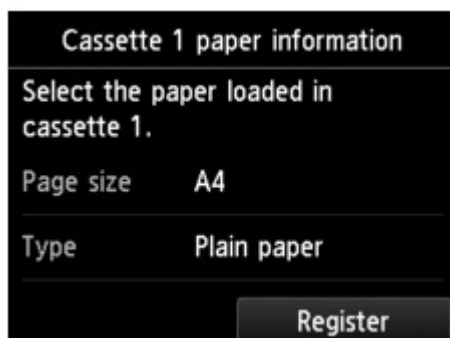 Cassette 1 paper information
Select the paper loaded in
cassette 1.
Page size A4
Type Plain paper
Register